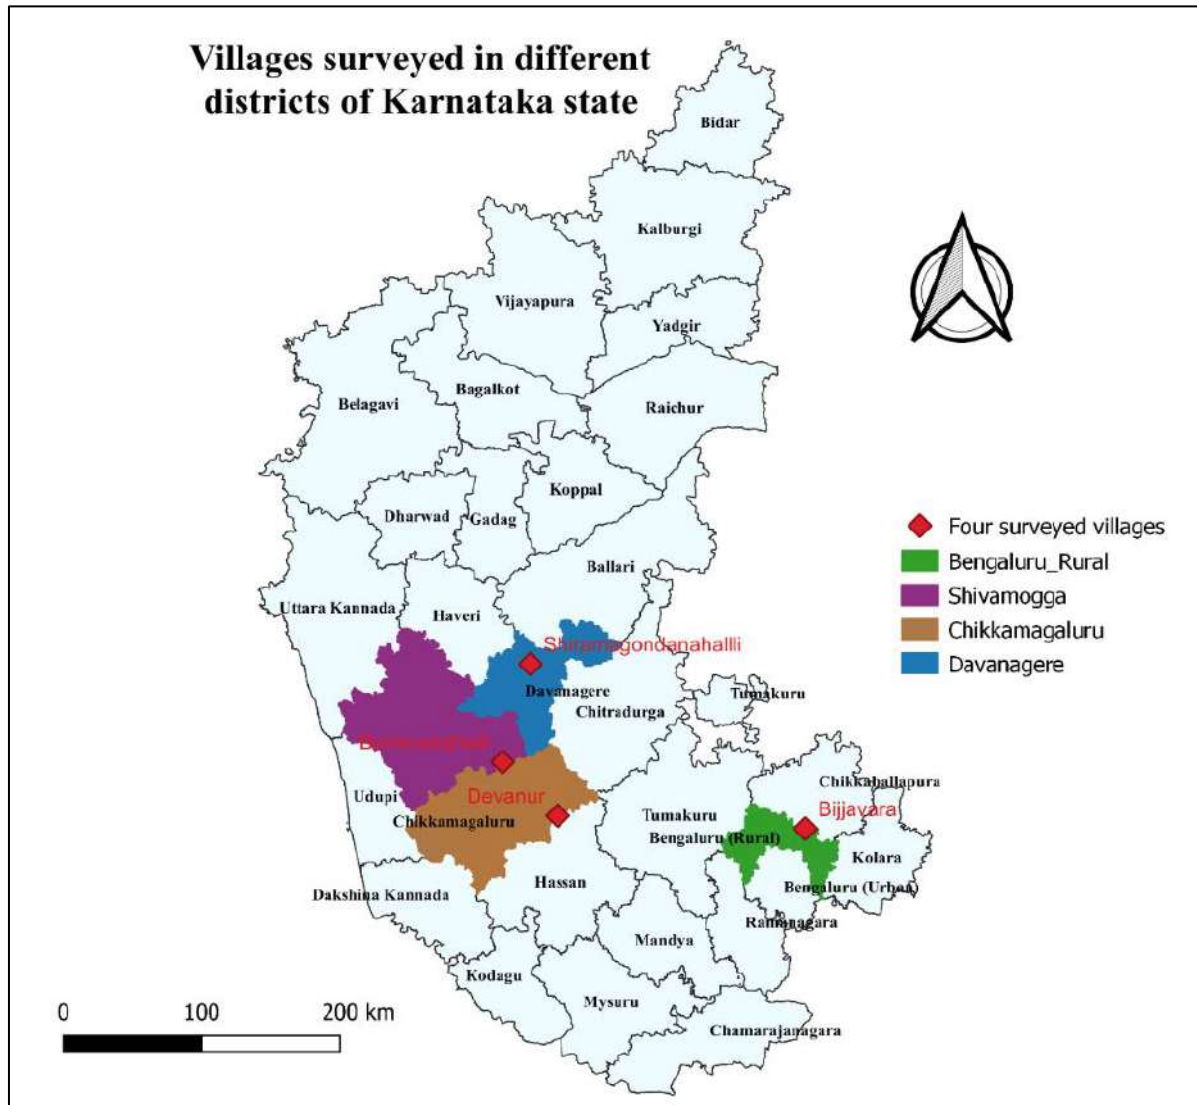 Villages surveyed in different
districts of Karnataka state
Bidar
Kalburgi
Vijayapura
Yadgir
Bagalkot
Belagavi
Raichur
Koppal
Dharwad
Gadag
Ballari
Uttara Kannada
Haveri
Shiramagondanahallli
Davanagere
Chitradurga
Tumakuru
Udupi
Devanur
Chikkamagaluru
Tumakuru
Chikkaballapura
Bijjavara
Bengaluru (Rural)
Kolara
Hassan
Bengaluru (Urban)
Dakshina Kannada
Ramanagara
Mandya
Kodagu
Mysuru
Chamarajanagara
Four surveyed villages
Bengaluru_Rural
Shivamogga
Chikkamagaluru
Davanagere
0 100 200 km